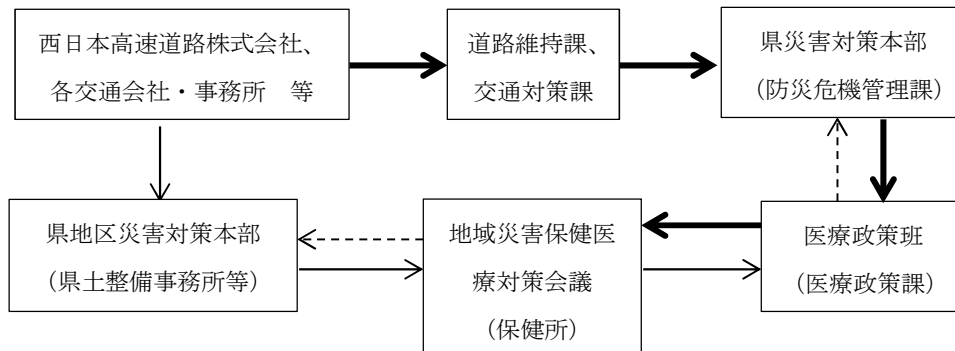 西日本高速道路株式会社、
各交通会社・事務所　等
道路維持課、
交通対策課
県災害対策本部
（防災危機管理課）
県地区災害対策本部
（県土整備事務所等）
地域災害保健医
療対策会議
（保健所）
医療政策班
（医療政策課）